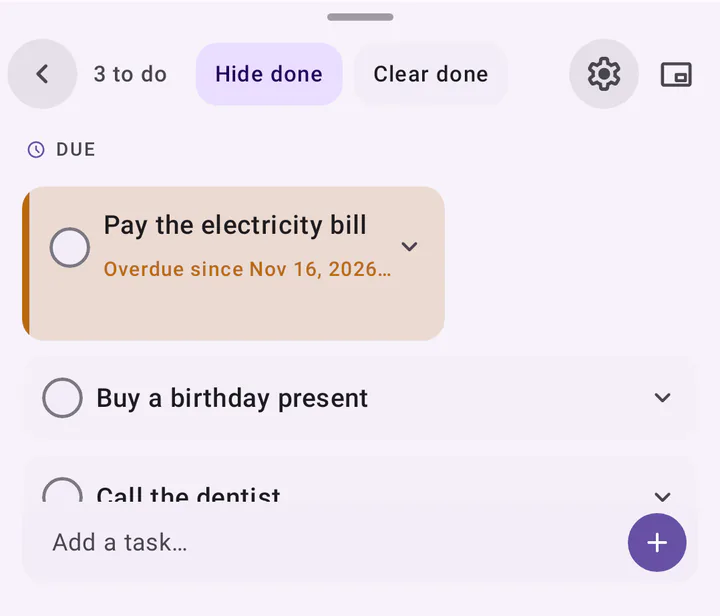 3 to do
Hide done
Clear done
DUE
Pay the electricity bill
Overdue since Nov 16, 2026…
Buy a birthday present
Call the dentist
Add a task…